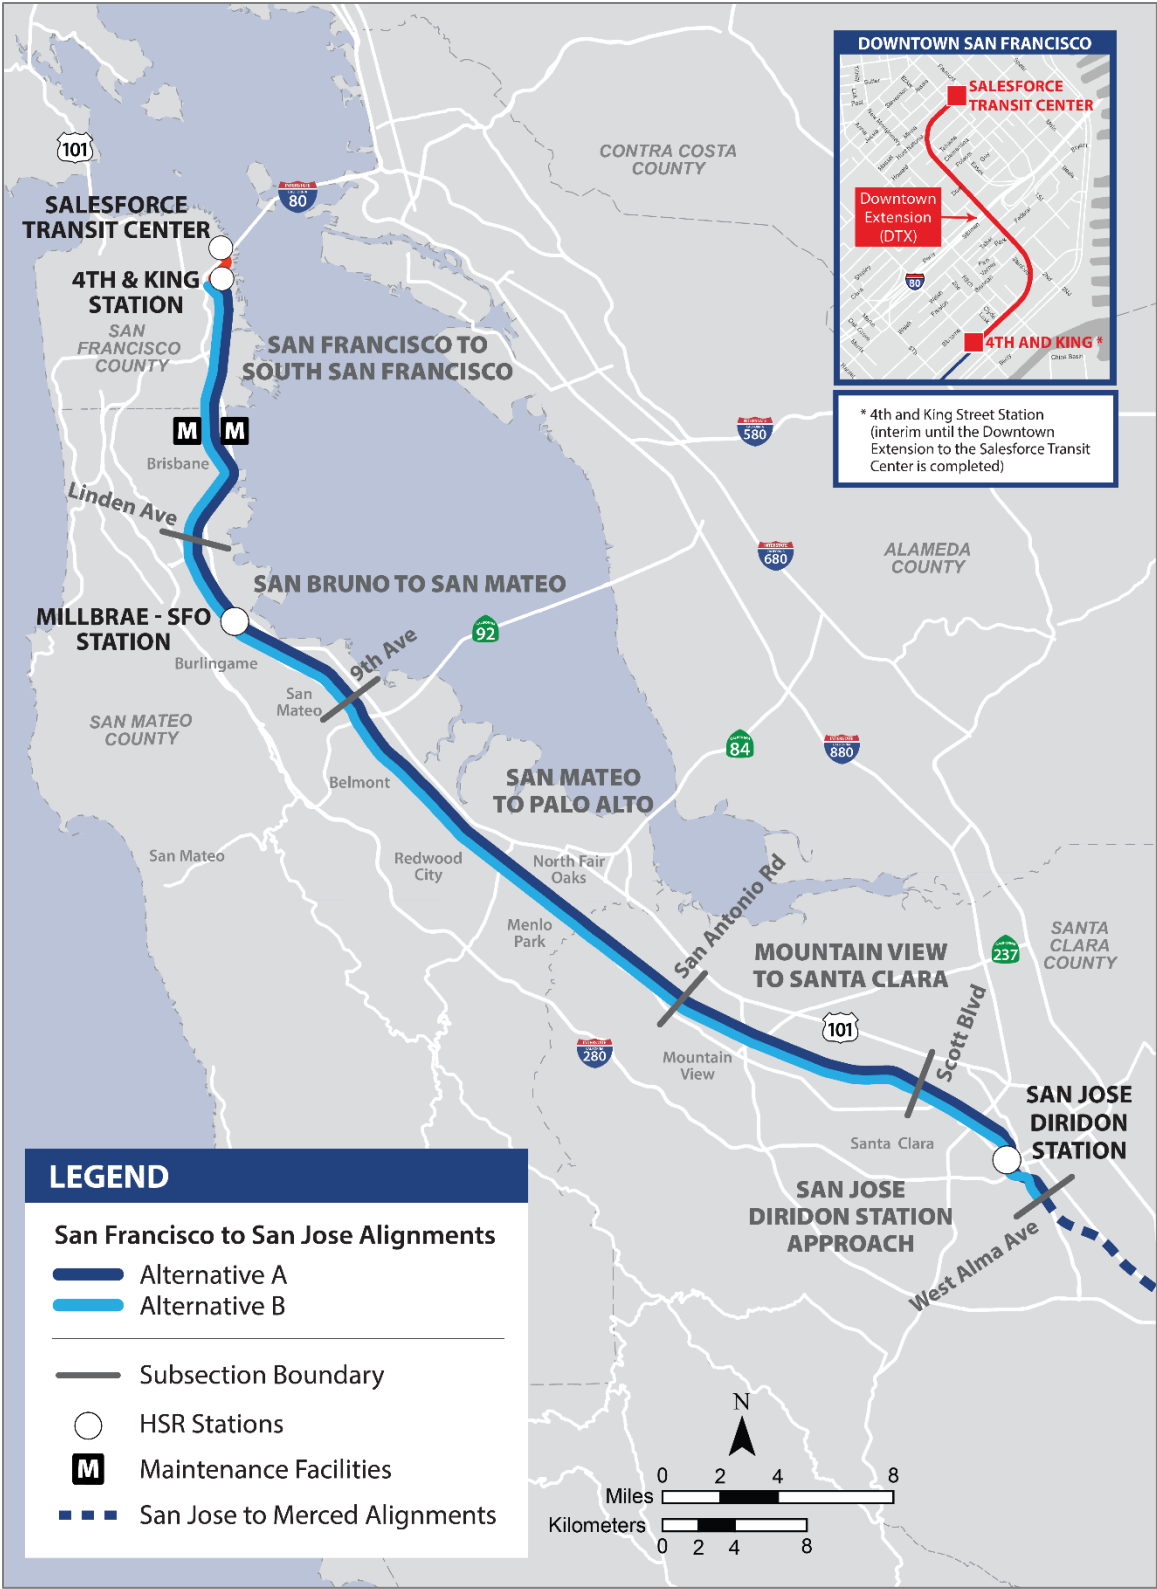 DOWNTOWN SAN FRANCISCO
SALESFORCE
TRANSIT CENTER
Downtown
Extension
(DTX)
80
4TH AND KING *
China Basin
* 4th and King Street Station
(interim until the Downtown
Extension to the Salesforce Transit
Center is completed)
101
CONTRA COSTA
COUNTY
INTERSTATE
CALIFORNIA
80
SALESFORCE
TRANSIT CENTER
4TH & KING
STATION
SAN
FRANCISCO
COUNTY
SAN FRANCISCO TO
SOUTH SAN FRANCISCO
580
M M
Brisbane
Linden Ave
680
ALAMEDA
COUNTY
SAN BRUNO TO SAN MATEO
MILLBRAE - SFO
STATION
92
9th Ave
Burlingame
San
Mateo
SAN MATEO
COUNTY
84
880
Belmont
SAN MATEO
TO PALO ALTO
San Mateo
Redwood
City
North Fair
Oaks
Menlo
Park
San Antonio Rd
MOUNTAIN VIEW
TO SANTA CLARA
237
SANTA
CLARA
COUNTY
101
Scott Blvd
280
Mountain
View
SAN JOSE
DIRIDON
STATION
Santa Clara
SAN JOSE
DIRIDON STATION
APPROACH
West Alma Ave
LEGEND
San Francisco to San Jose Alignments
Alternative A
Alternative B
Subsection Boundary
HSR Stations
M Maintenance Facilities
San Jose to Merced Alignments
N
0 2 4 8
Miles
Kilometers
0 2 4 8